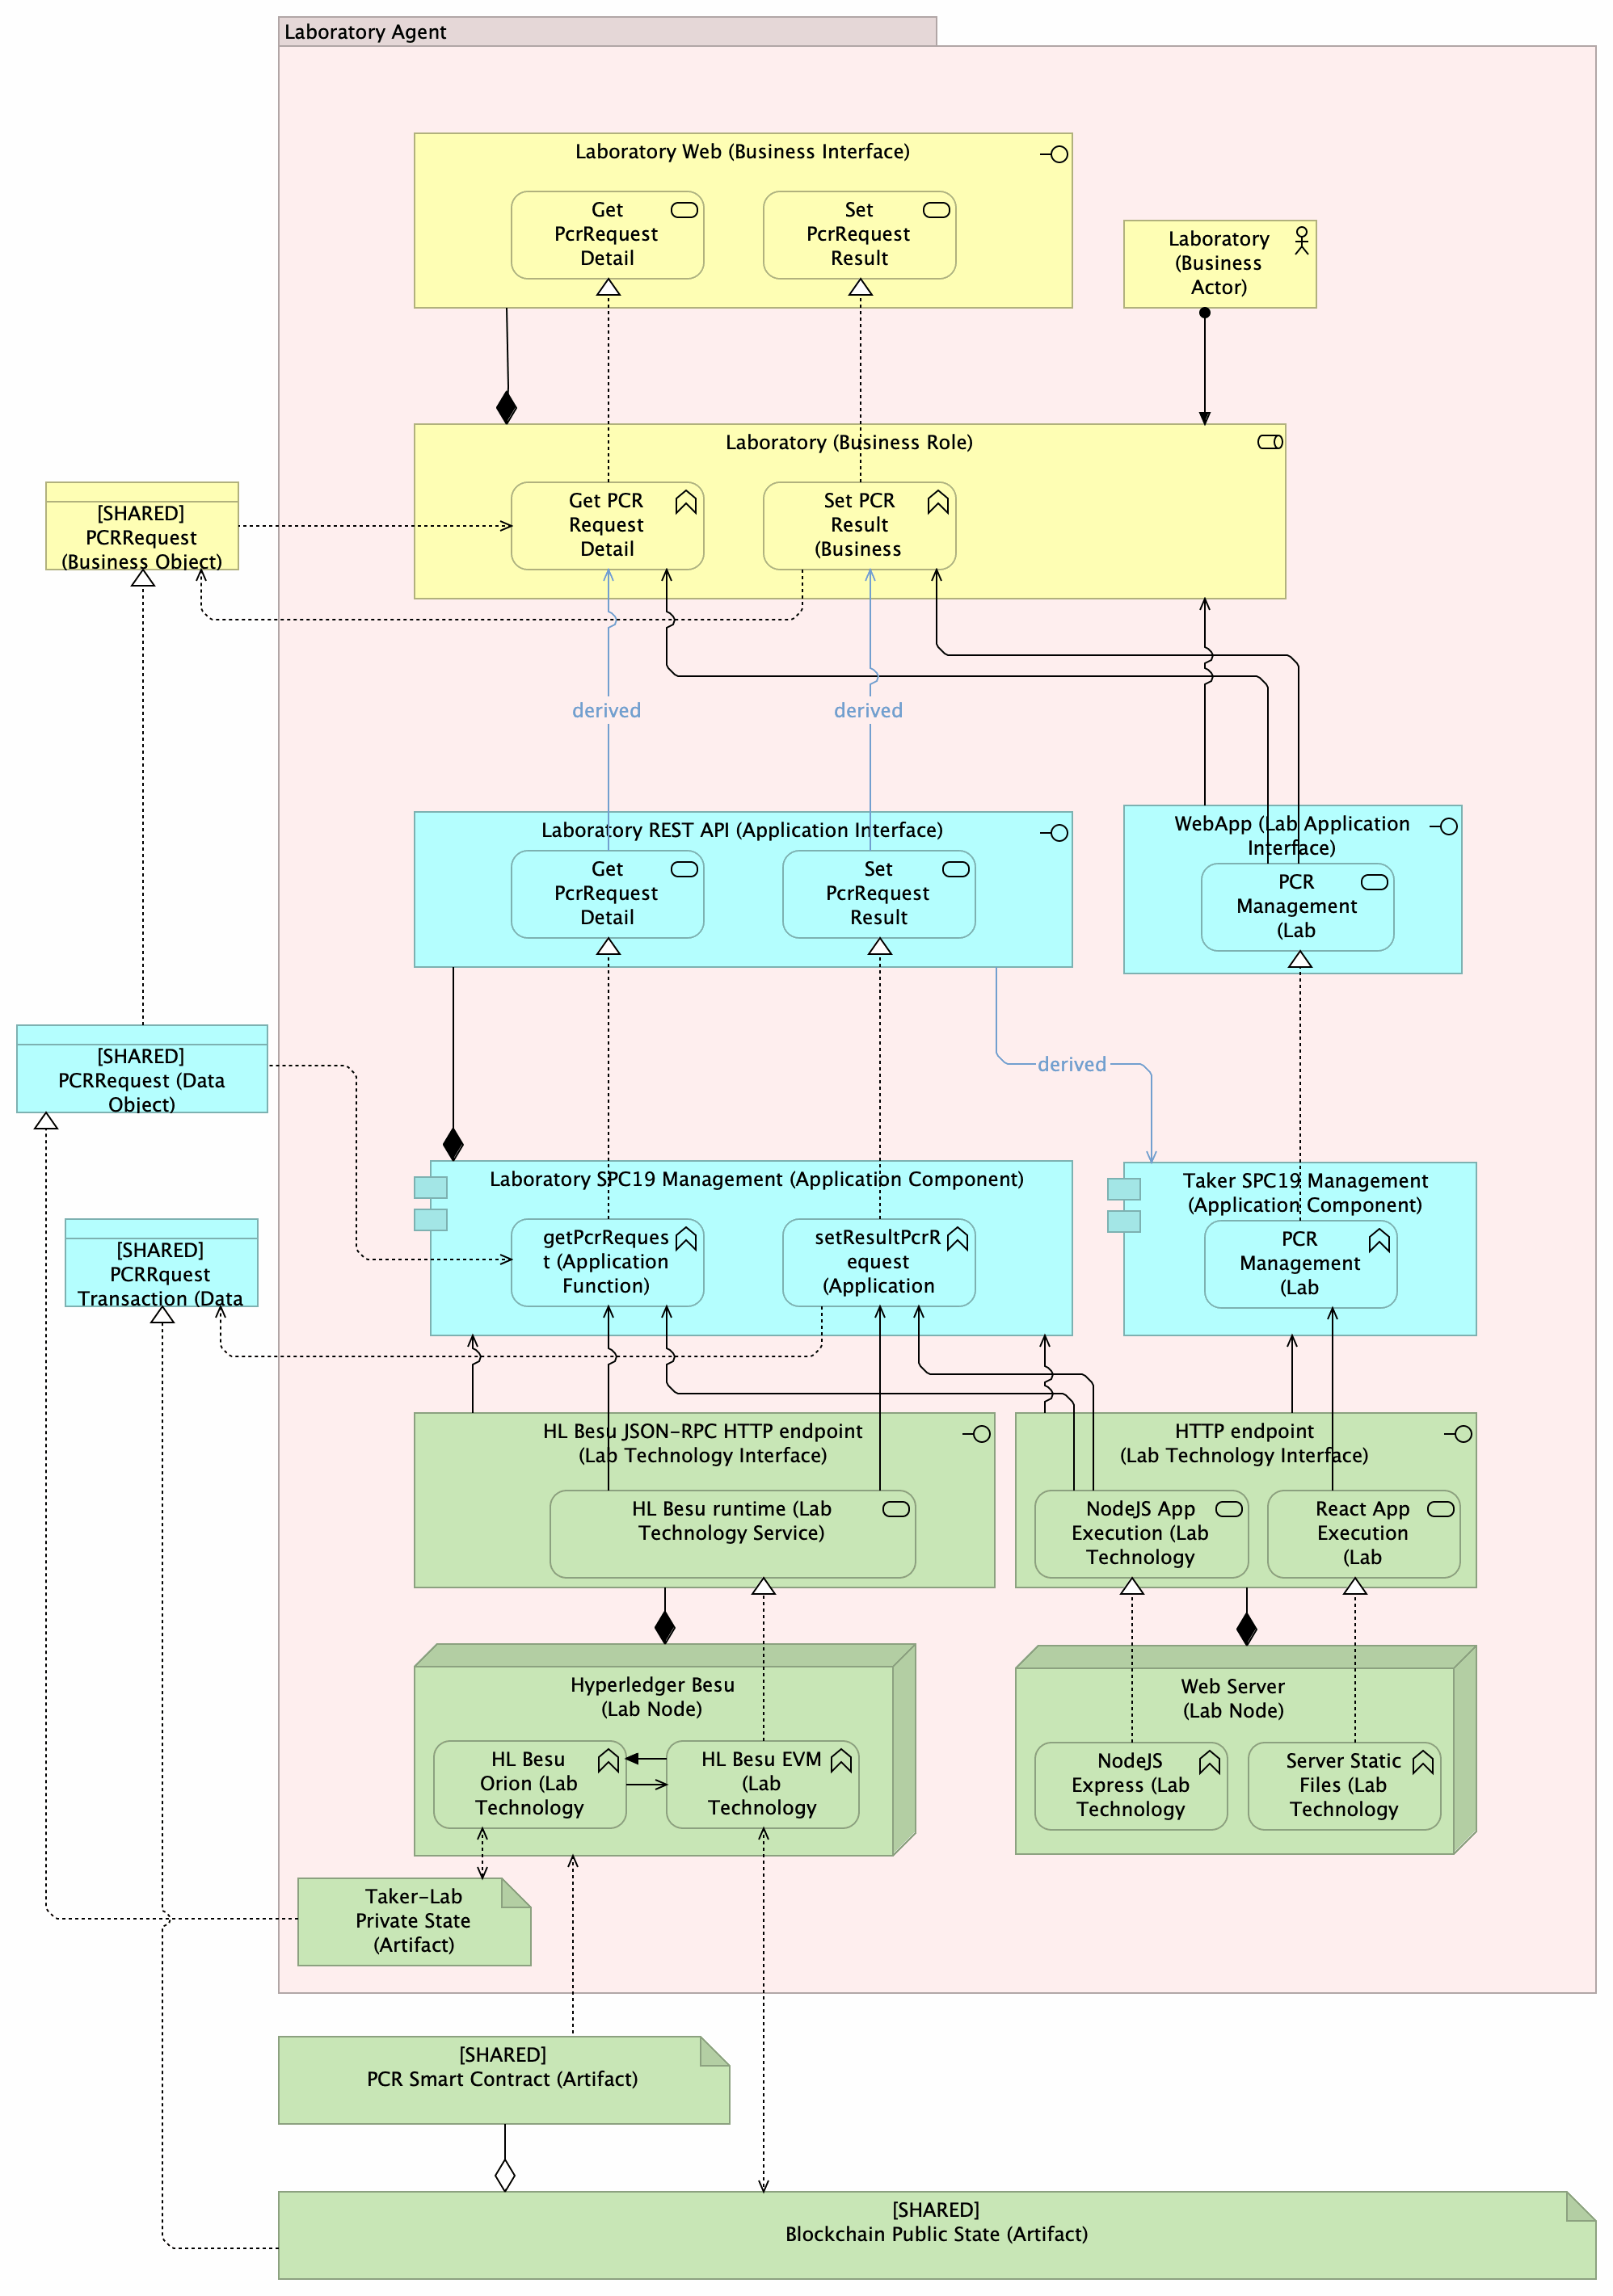 Laboratory Agent
Laboratory Web (Business Interface)
Get
PcrRequest
Detail
Set
PcrRequest
Result
Laboratory
(Business
Actor)
Laboratory (Business Role)
Get PCR
Request
Detail
Set PCR
Result
(Business
[SHARED]
PCRRequest
(Business Object)
derived
derived
Laboratory REST API (Application Interface)
Get
PcrRequest
Detail
Set
PcrRequest
Result
WebApp (Lab Application
Interface)
PCR
Management
(Lab
[SHARED]
PCRRequest (Data
Object)
derived
Laboratory SPC19 Management (Application Component)
getPcrReques
t (Application
Function)
setResultPcrR
equest
(Application
Taker SPC19 Management
(Application Component)
PCR
Management
(Lab
[SHARED]
PCRRquest
Transaction (Data
HL Besu JSON-RPC HTTP endpoint
(Lab Technology Interface)
HL Besu runtime (Lab
Technology Service)
HTTP endpoint
(Lab Technology Interface)
NodeJS App
Execution (Lab
Technology
React App
Execution
(Lab
Hyperledger Besu
(Lab Node)
HL Besu
Orion (Lab
Technology
HL Besu EVM
(Lab
Technology
Web Server
(Lab Node)
NodeJS
Express (Lab
Technology
Server Static
Files (Lab
Technology
Taker-Lab
Private State
(Artifact)
[SHARED]
PCR Smart Contract (Artifact)
[SHARED]
Blockchain Public State (Artifact)